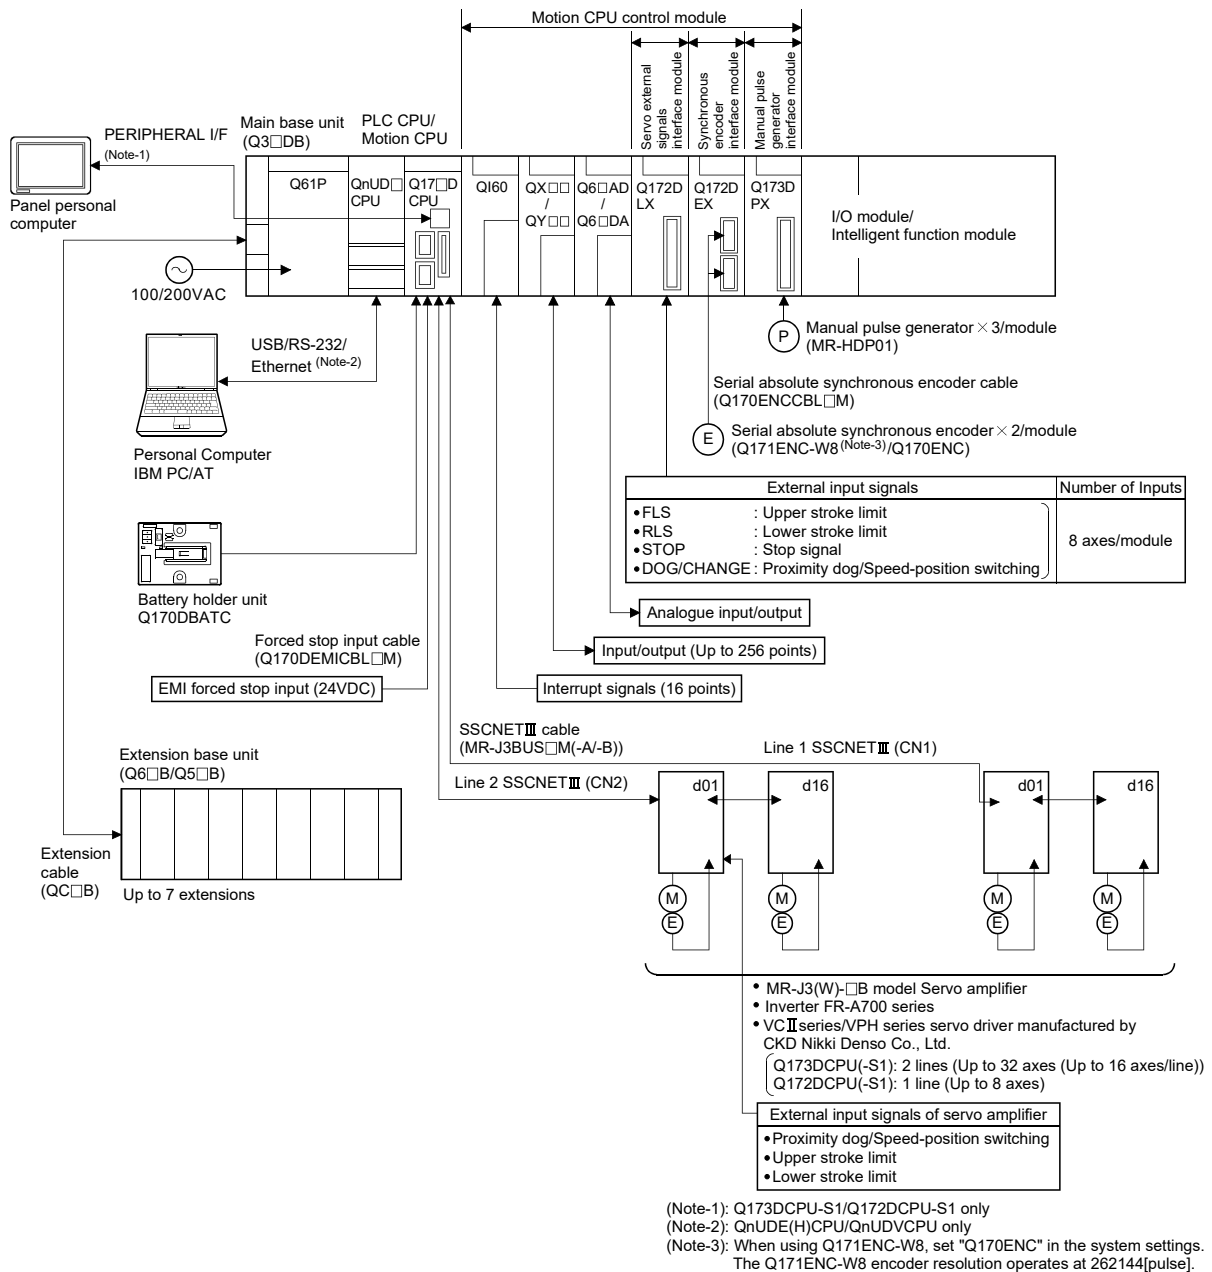 Motion CPU control module
Servo external
signals
interface module
Synchronous
encoder
interface module
Manual pulse
generator
interface module
PERIPHERAL I/F
(Note-1)
Panel personal
computer
Main base unit
(Q3□DB)
PLC CPU/
Motion CPU
Q61P
QnUD□
CPU
Q17□D
CPU
QI60
QX□□
/
QY□□
Q6□AD
/
Q6□DA
Q172D
LX
Q172D
EX
Q173D
PX
I/O module/
Intelligent function module
100/200VAC
USB/RS-232/
Ethernet (Note-2)
Personal Computer
IBM PC/AT
P
Manual pulse generator×3/module
(MR-HDP01)
Serial absolute synchronous encoder cable
(Q170ENCCBL□M)
E
Serial absolute synchronous encoder×2/module
(Q171ENC-W8(Note-3)/Q170ENC)
External input signals
Number of Inputs
•FLS : Upper stroke limit
•RLS : Lower stroke limit
•STOP : Stop signal
•DOG/CHANGE : Proximity dog/Speed-position switching
8 axes/module
Battery holder unit
Q170DBATC
Analogue input/output
Input/output (Up to 256 points)
Interrupt signals (16 points)
Forced stop input cable
(Q170DEMICBL□M)
EMI forced stop input (24VDC)
SSCNETⅢ cable
(MR-J3BUS□M(-A/-B))
Line 1 SSCNETⅢ (CN1)
Line 2 SSCNETⅢ (CN2)
Extension base unit
(Q6□B/Q5□B)
Extension
cable
(QC□B)
Up to 7 extensions
d01
d16
d01
d16
M
E
M
E
M
E
M
E
• MR-J3(W)-□B model Servo amplifier
• Inverter FR-A700 series
• VCⅡseries/VPH series servo driver manufactured by
CKD Nikki Denso Co., Ltd.
Q173DCPU(-S1): 2 lines (Up to 32 axes (Up to 16 axes/line))
Q172DCPU(-S1): 1 line (Up to 8 axes)
External input signals of servo amplifier
•Proximity dog/Speed-position switching
•Upper stroke limit
•Lower stroke limit
(Note-1): Q173DCPU-S1/Q172DCPU-S1 only
(Note-2): QnUDE(H)CPU/QnUDVCPU only
(Note-3): When using Q171ENC-W8, set "Q170ENC" in the system settings.
The Q171ENC-W8 encoder resolution operates at 262144[pulse].